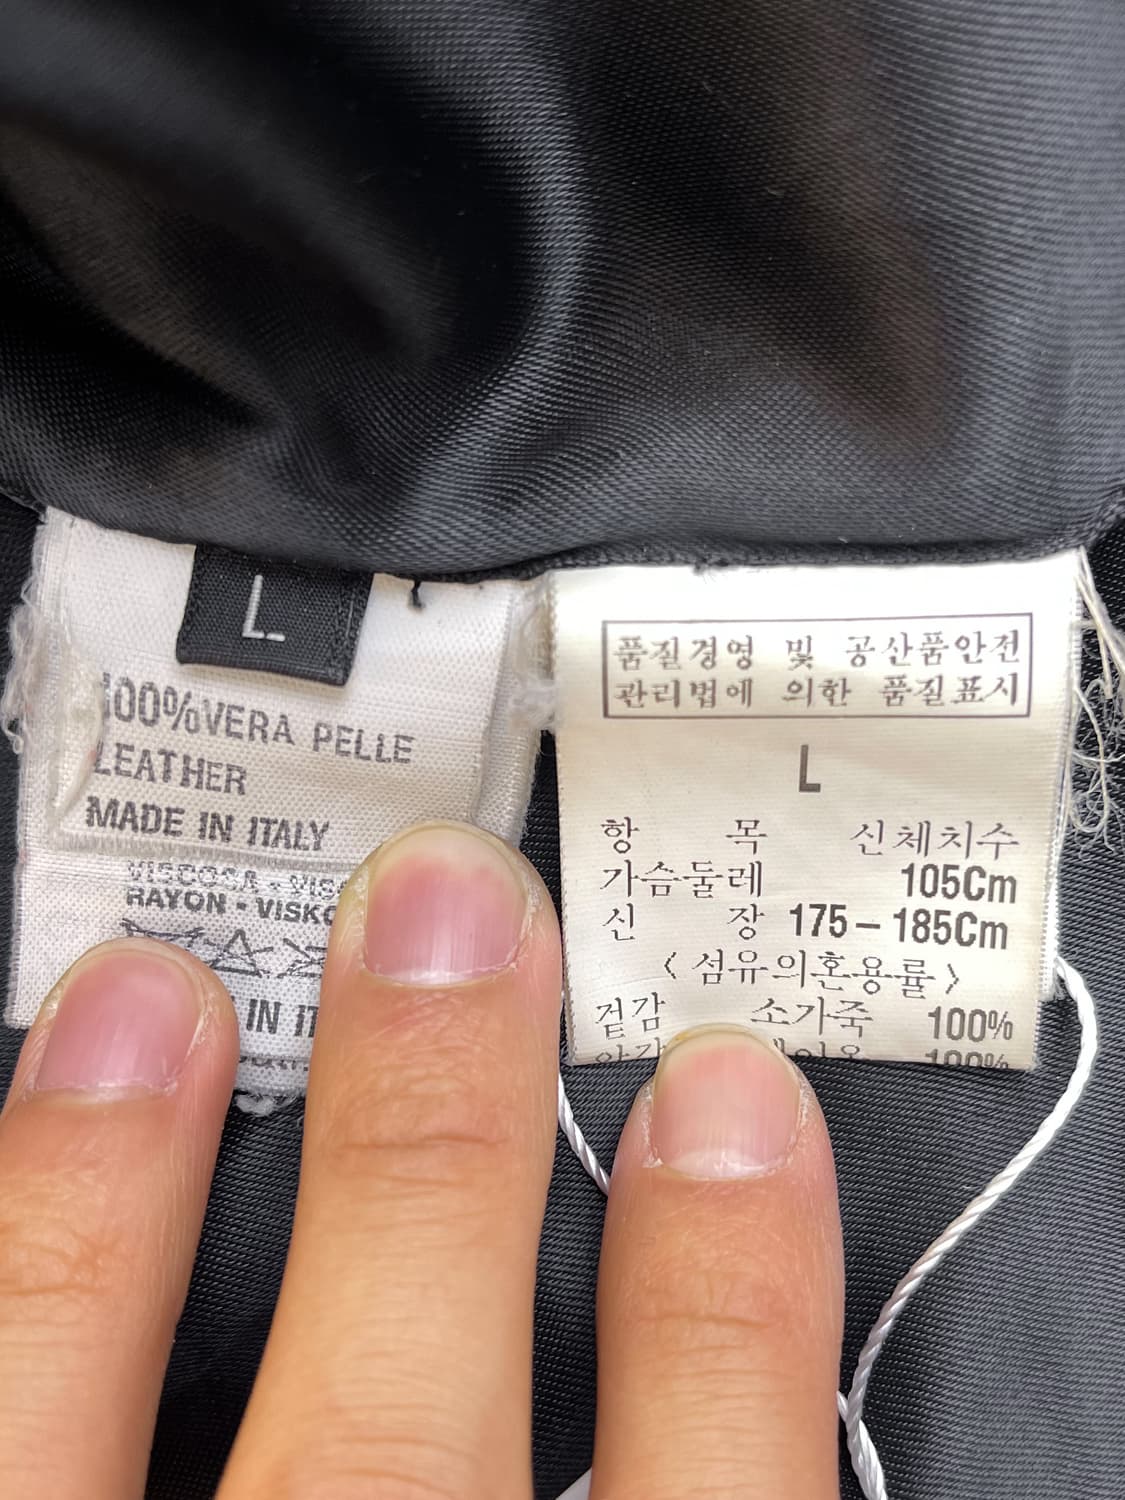 L
100%VERA PELLE
LEATHER
MADE IN ITALY
RAYON -
IN
품질경영 및 공산품안전
관리법에 의한 품질표시
L
항 목 신체치수
가슴둘레 105Cm
신 장 175-185Cm
<섬유의혼용률>
겉감 소가죽 100%
100%